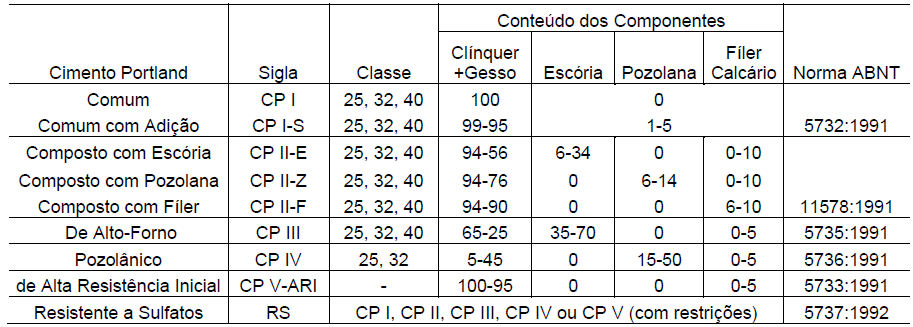 Conteúdo dos Componentes
Cimento Portland Sigla Classe Clínquer +Gesso Escória Pozolana Fíler Calcário Norma ABNT
Comum CP I 25, 32, 40 100 0
Comum com Adição CP I-S 25, 32, 40 99-95 1-5 5732:1991
Composto com Escória CP II-E 25, 32, 40 94-56 6-34 0 0-10
Composto com Pozolana CP II-Z 25, 32, 40 94-76 0 6-14 0-10
Composto com Fíler CP II-F 25, 32, 40 94-90 0 0 6-10 11578:1991
De Alto-Forno CP III 25, 32, 40 65-25 35-70 0 0-5 5735:1991
Pozolânico CP IV 25, 32 5-45 0 15-50 0-5 5736:1991
de Alta Resistência Inicial CP V-ARI - 100-95 0 0 0-5 5733:1991
Resistente a Sulfatos RS CP I, CP II, CP III, CP IV ou CP V (com restrições) 5737:1992